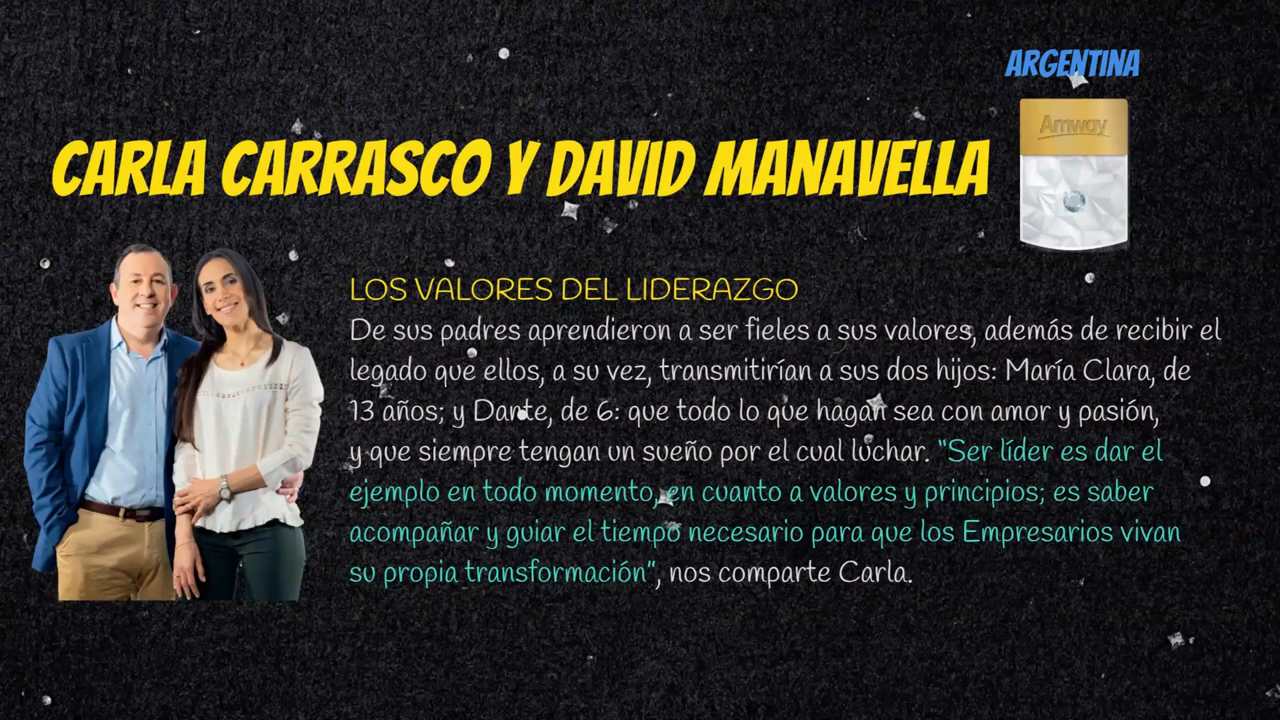 ARGENTINA
Amway
CARLA CARRASCO Y DAVID MANAVELLA
LOS VALORES DEL LIDERAZGO
De sus padres aprendieron a ser fieles a sus valores, además de recibir el
legado que ellos, a su vez, transmitirían a sus dos hijos: María Clara, de
13 años; y Dante, de 6: que todo lo que hagan sea con amor y pasión,
y que siempre tengan un sueño por el cual luchar. "Ser líder es dar el
ejemplo en todo momento, en cuanto a valores y principios; es saber
acompañar y guiar el tiempo necesario para que los Empresarios vivan
su propia transformación", nos comparte Carla.